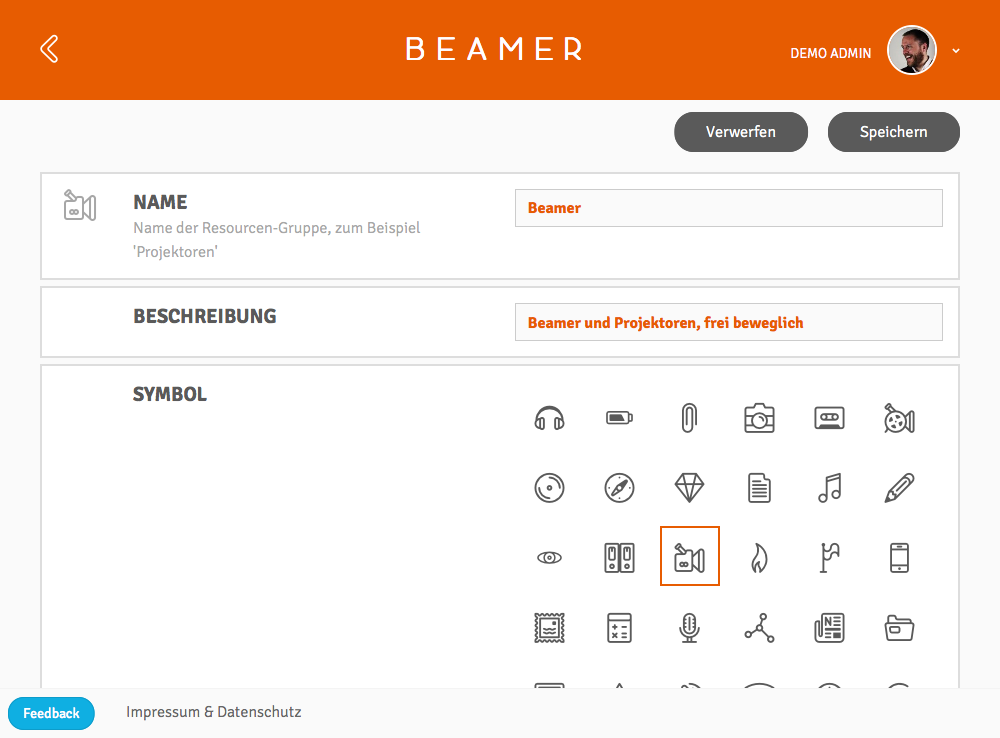 BEAMER
DEMO ADMIN
Verwerfen
Speichern
NAME
Name der Resourcen-Gruppe, zum Beispiel
'Projektoren'
Beamer
BESCHREIBUNG
Beamer und Projektoren, frei beweglich
SYMBOL
Feedback
Impressum & Datenschutz